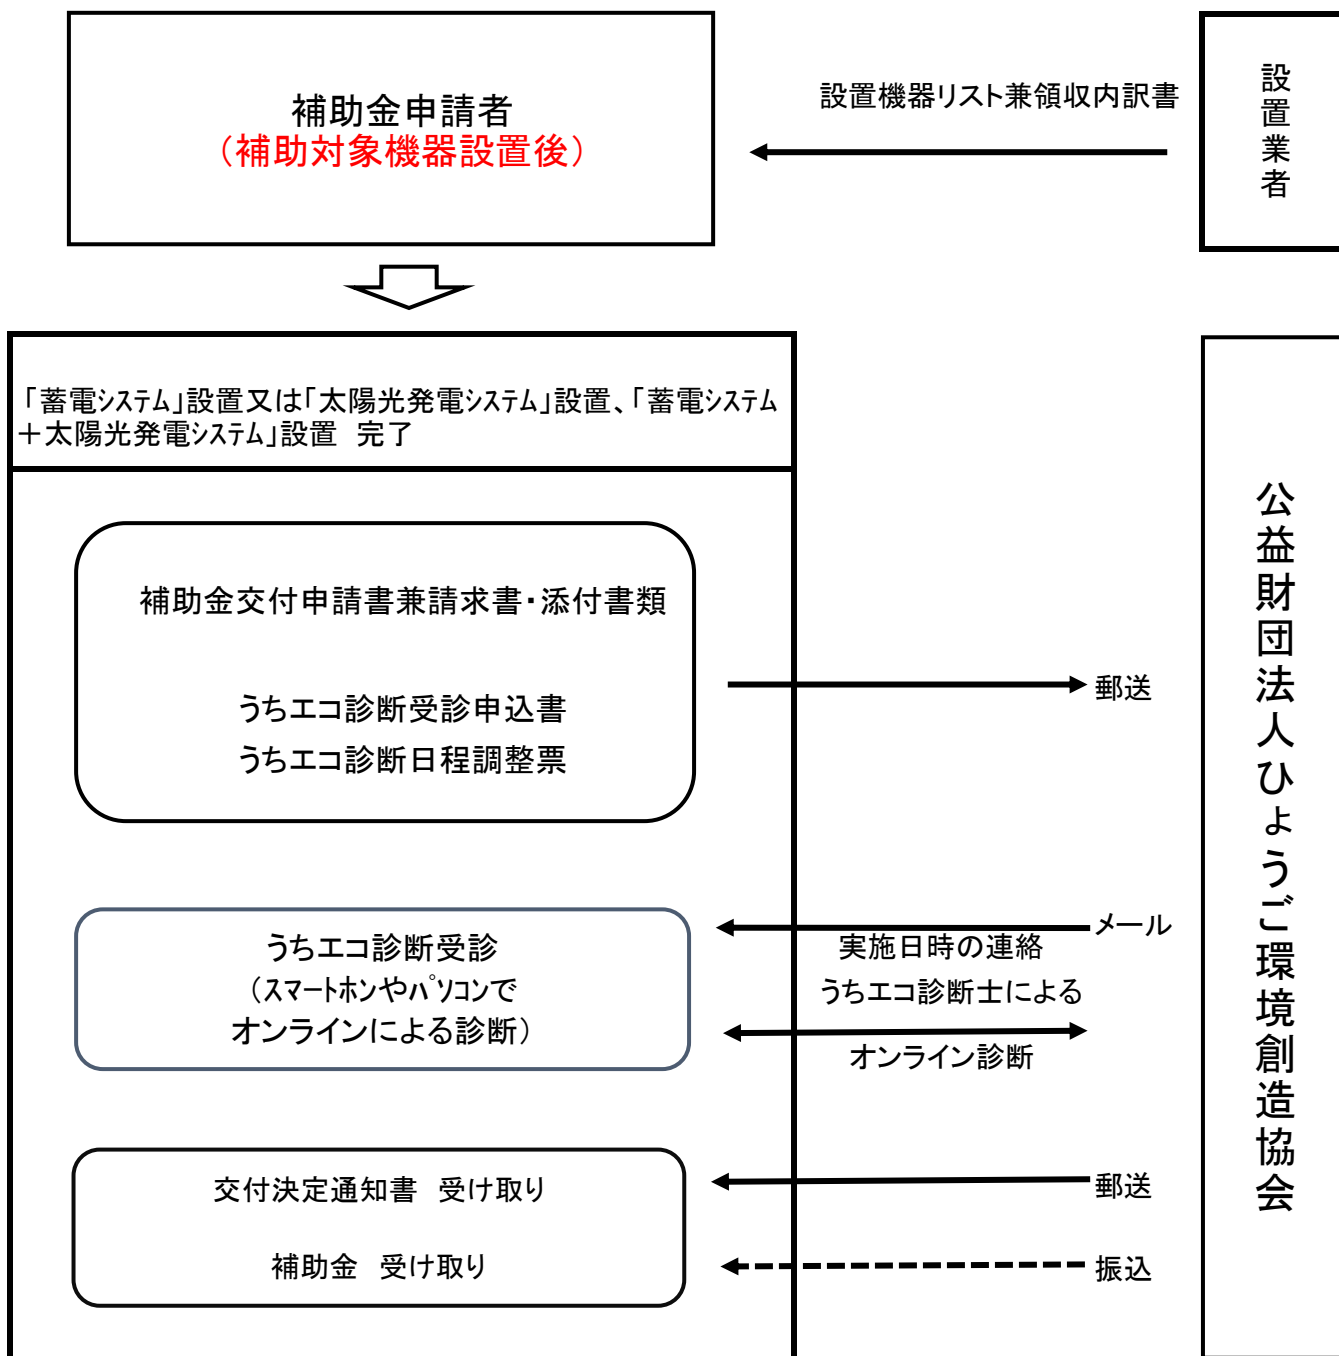 補助金申請者
（補助対象機器設置後）
設置機器リスト兼領収内訳書
設置業者
「蓄電ｼｽﾃﾑ」設置又は「太陽光発電ｼｽﾃﾑ」設置、「蓄電ｼｽﾃﾑ
＋太陽光発電ｼｽﾃﾑ」設置　完了
補助金交付申請書兼請求書・添付書類
うちエコ診断受診申込書
うちエコ診断日程調整票
郵送
うちエコ診断受診
（ｽﾏｰﾄﾎﾝやﾊﾟｿｺﾝで
オンラインによる診断）
メール
実施日時の連絡
うちエコ診断士による
オンライン診断
交付決定通知書　受け取り
郵送
補助金　受け取り
振込
公益財団法人ひょうご環境創造協会